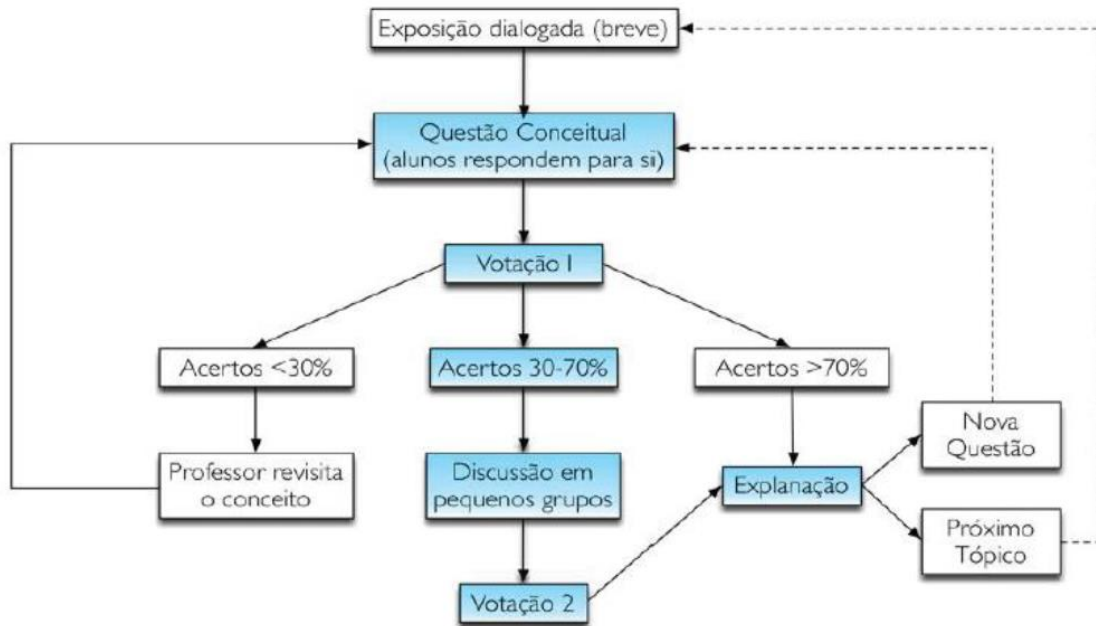 Exposição dialogada (breve)
Questão Conceitual
(alunos respondem para si)
Votação I
Acertos <30%
Acertos 30-70%
Acertos >70%
Professor revisita
o conceito
Discussão em
pequenos grupos
Explanação
Nova
Questão
Próximo
Tópico
Votação 2